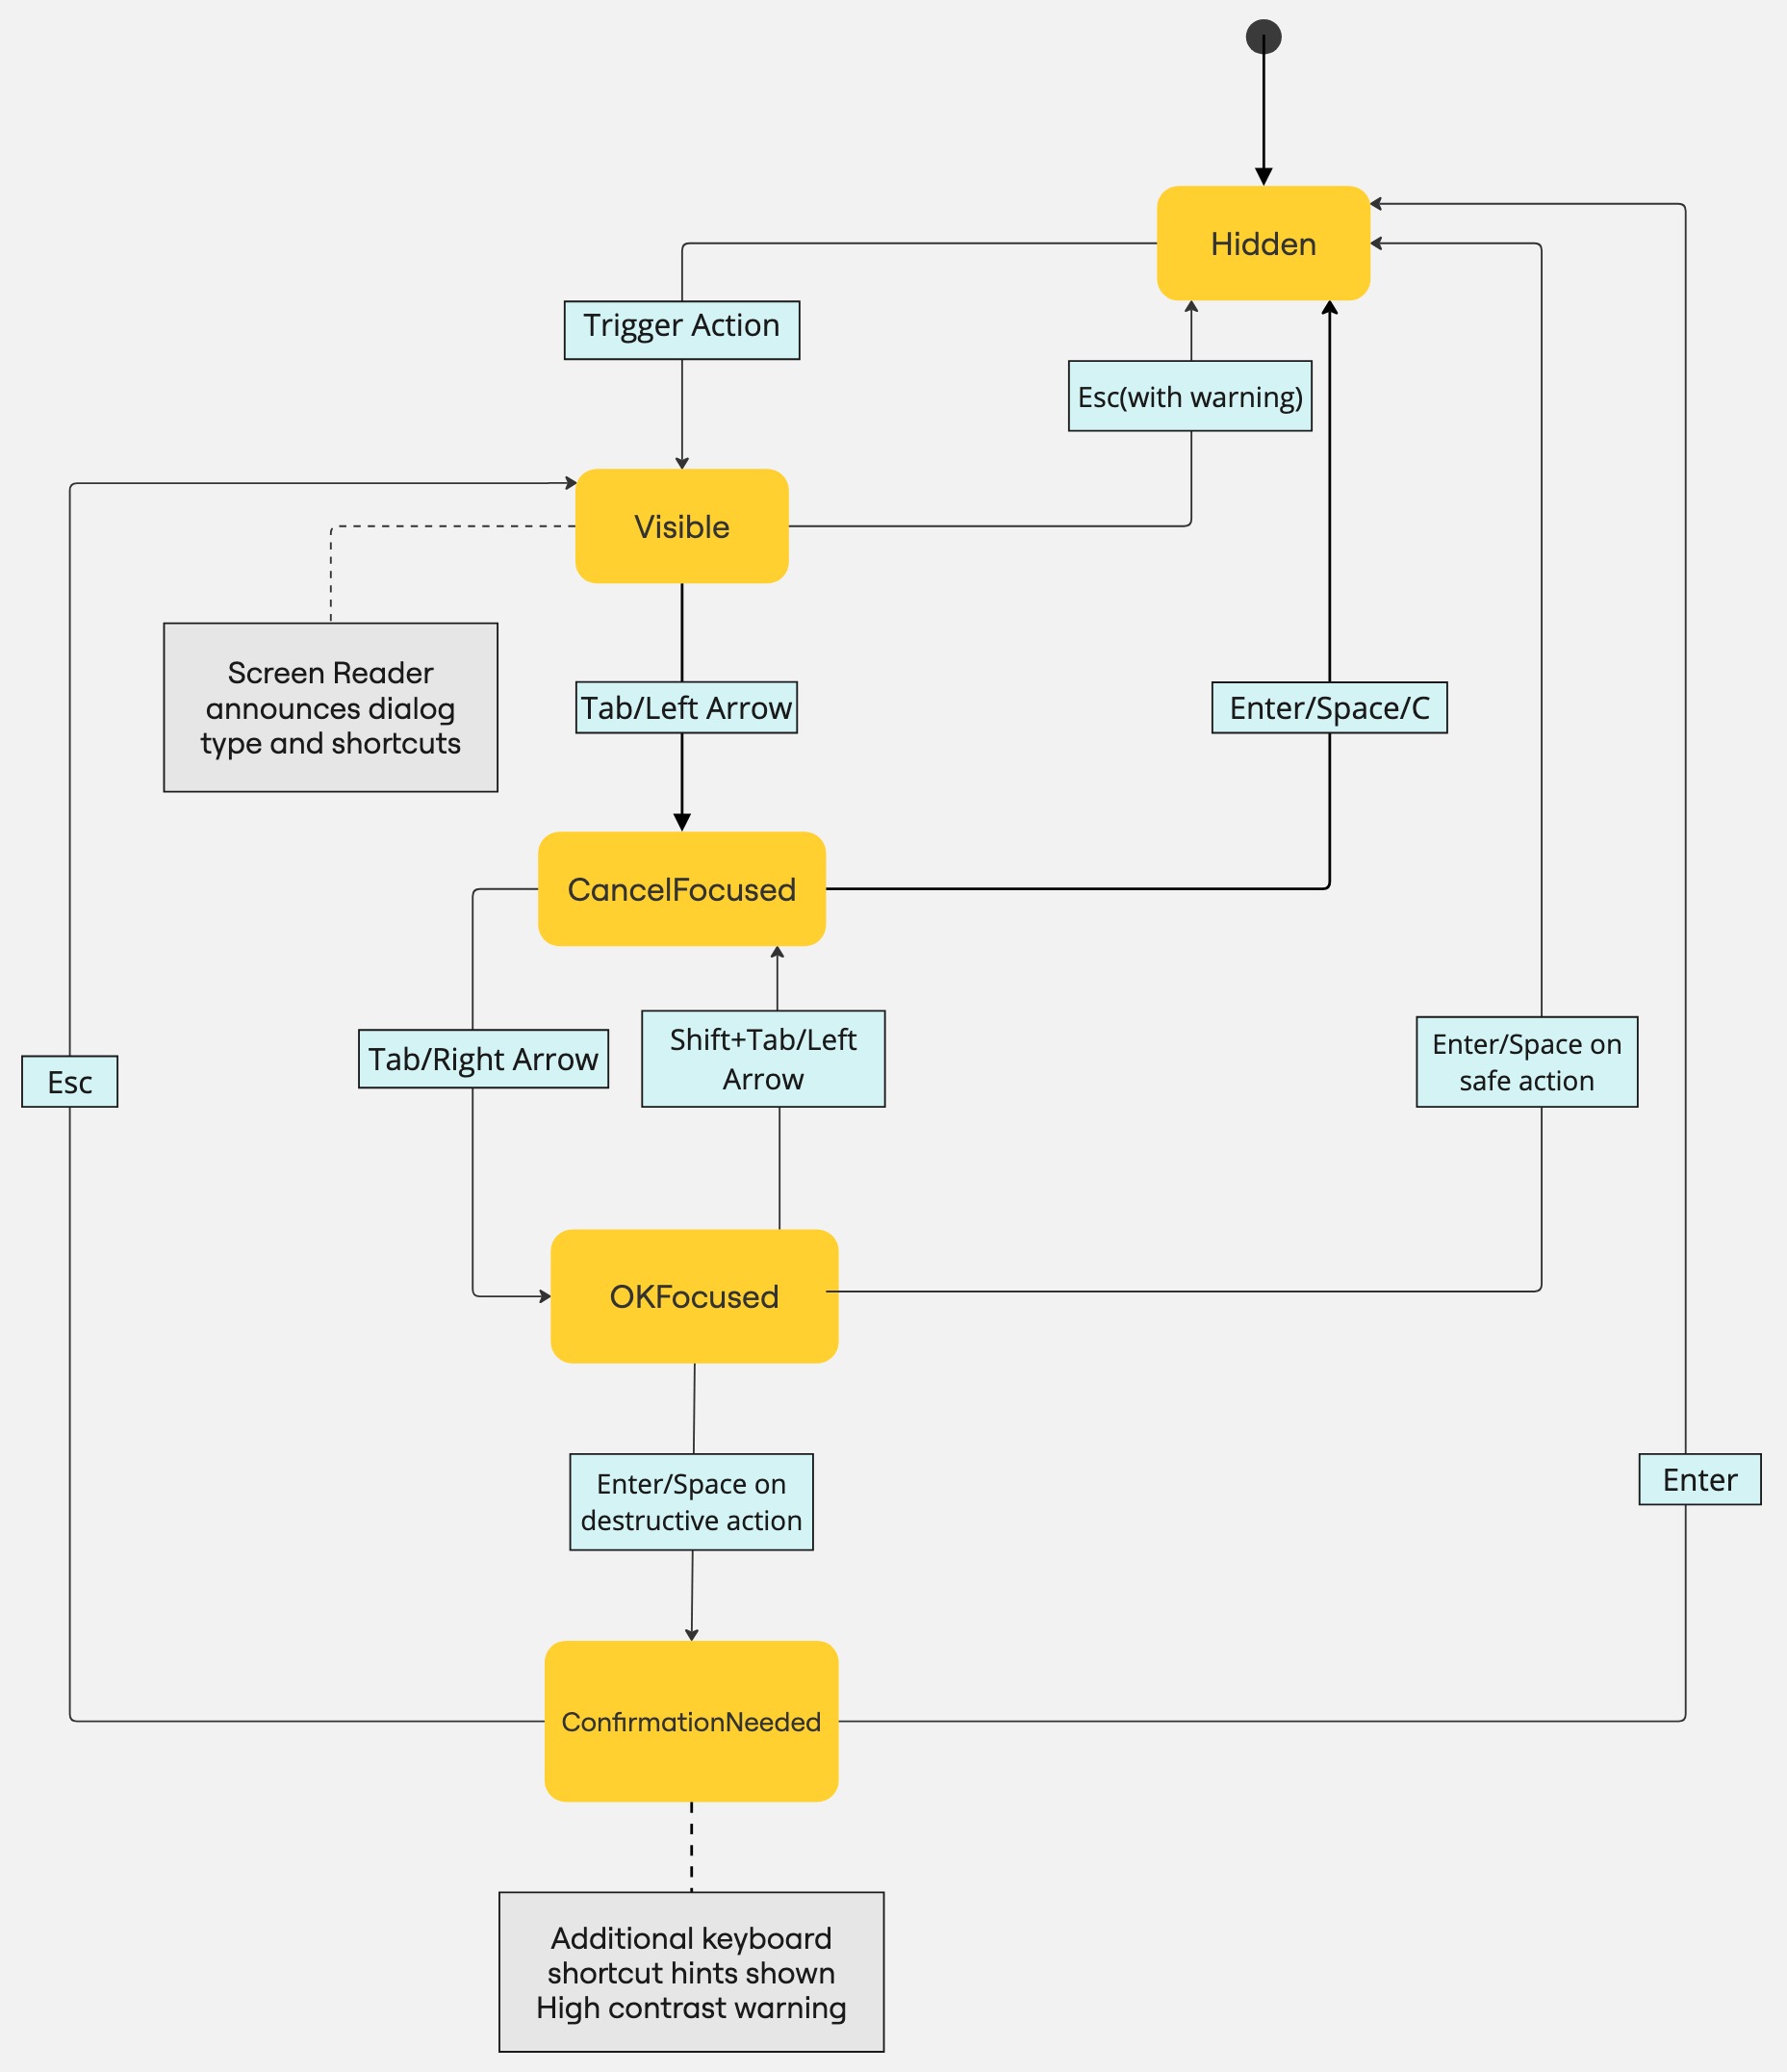 Hidden
Trigger Action
Esc(with warning)
Visible
Screen Reader
announces dialog
type and shortcuts
Tab/Left Arrow
Enter/Space/C
CancelFocused
Esc
Tab/Right Arrow
Shift+Tab/Left
Arrow
Enter/Space on
safe action
OKFocused
Enter/Space on
destructive action
Enter
ConfirmationNeeded
Additional keyboard
shortcut hints shown
High contrast warning